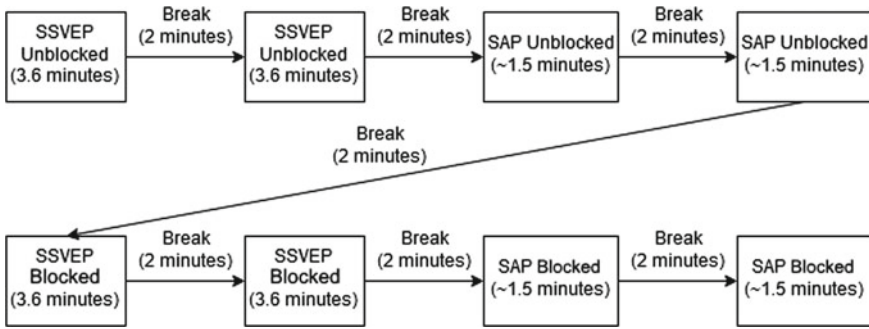 SSVEP
Unblocked
(3.6 minutes)
Break
(2 minutes)
SSVEP
Unblocked
(3.6 minutes)
Break
(2 minutes)
SAP Unblocked
(~1.5 minutes)
Break
(2 minutes)
SAP Unblocked
(~1.5 minutes)
Break
(2 minutes)
SSVEP
Blocked
(3.6 minutes)
Break
(2 minutes)
SSVEP
Blocked
(3.6 minutes)
Break
(2 minutes)
SAP Blocked
(~1.5 minutes)
Break
(2 minutes)
SAP Blocked
(~1.5 minutes)